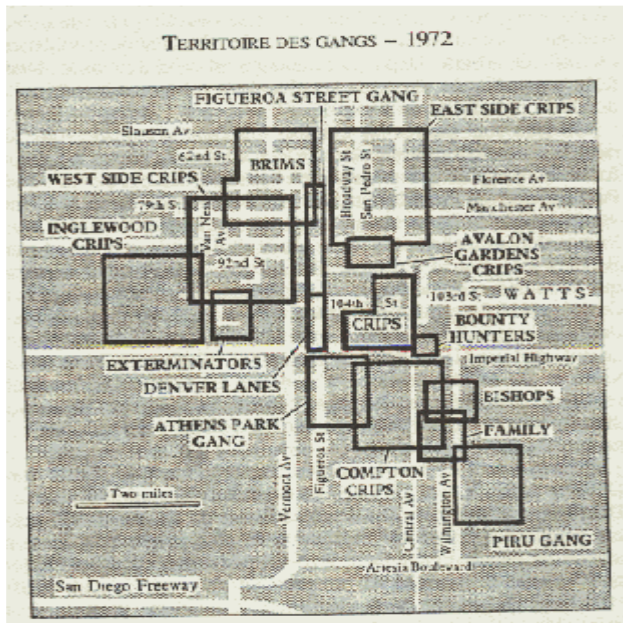 TERRITOIRE DES GANGS – 1972
FIGUEROA STREET GANG
EAST SIDE CRIPS
Slauson Av
62nd St
BRIMS
WEST SIDE CRIPS
Broadway St
San Pedro St
Florence Av
79th St
Van Ness Av
Manchester Av
INGLEWOOD
CRIPS
92nd St
AVALON
GARDENS
CRIPS
104th St
103rd St
WATTS
CRIPS
BOUNTY
HUNTERS
EXTERMINATORS
Imperial Highway
DENVER LANES
BISHOPS
ATHENS PARK
GANG
FAMILY
Figueroa St
Vermont Av
COMPTON
CRIPS
Central Av
Wilmington Av
Two miles
PIRU GANG
Artesia Boulevard
San Diego Freeway